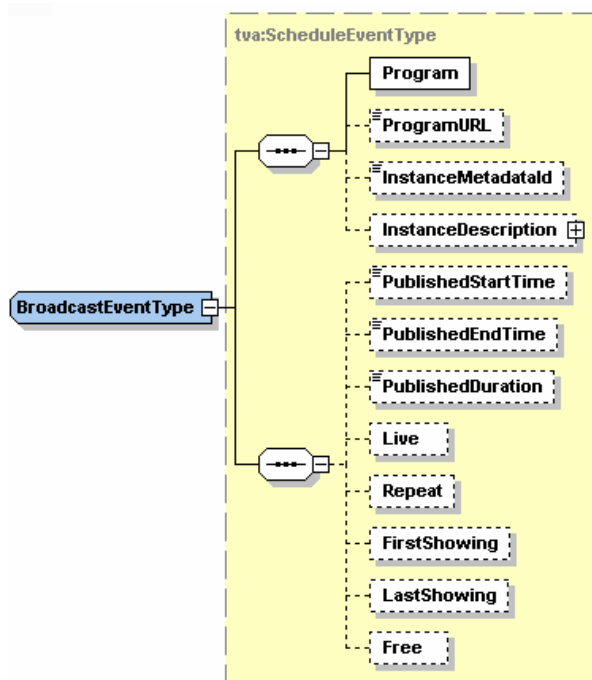 tva:ScheduleEventType
Program
ProgramURL
InstanceMetadataId
InstanceDescription
BroadcastEventType
PublishedStartTime
PublishedEndTime
PublishedDuration
Live
Repeat
FirstShowing
LastShowing
Free